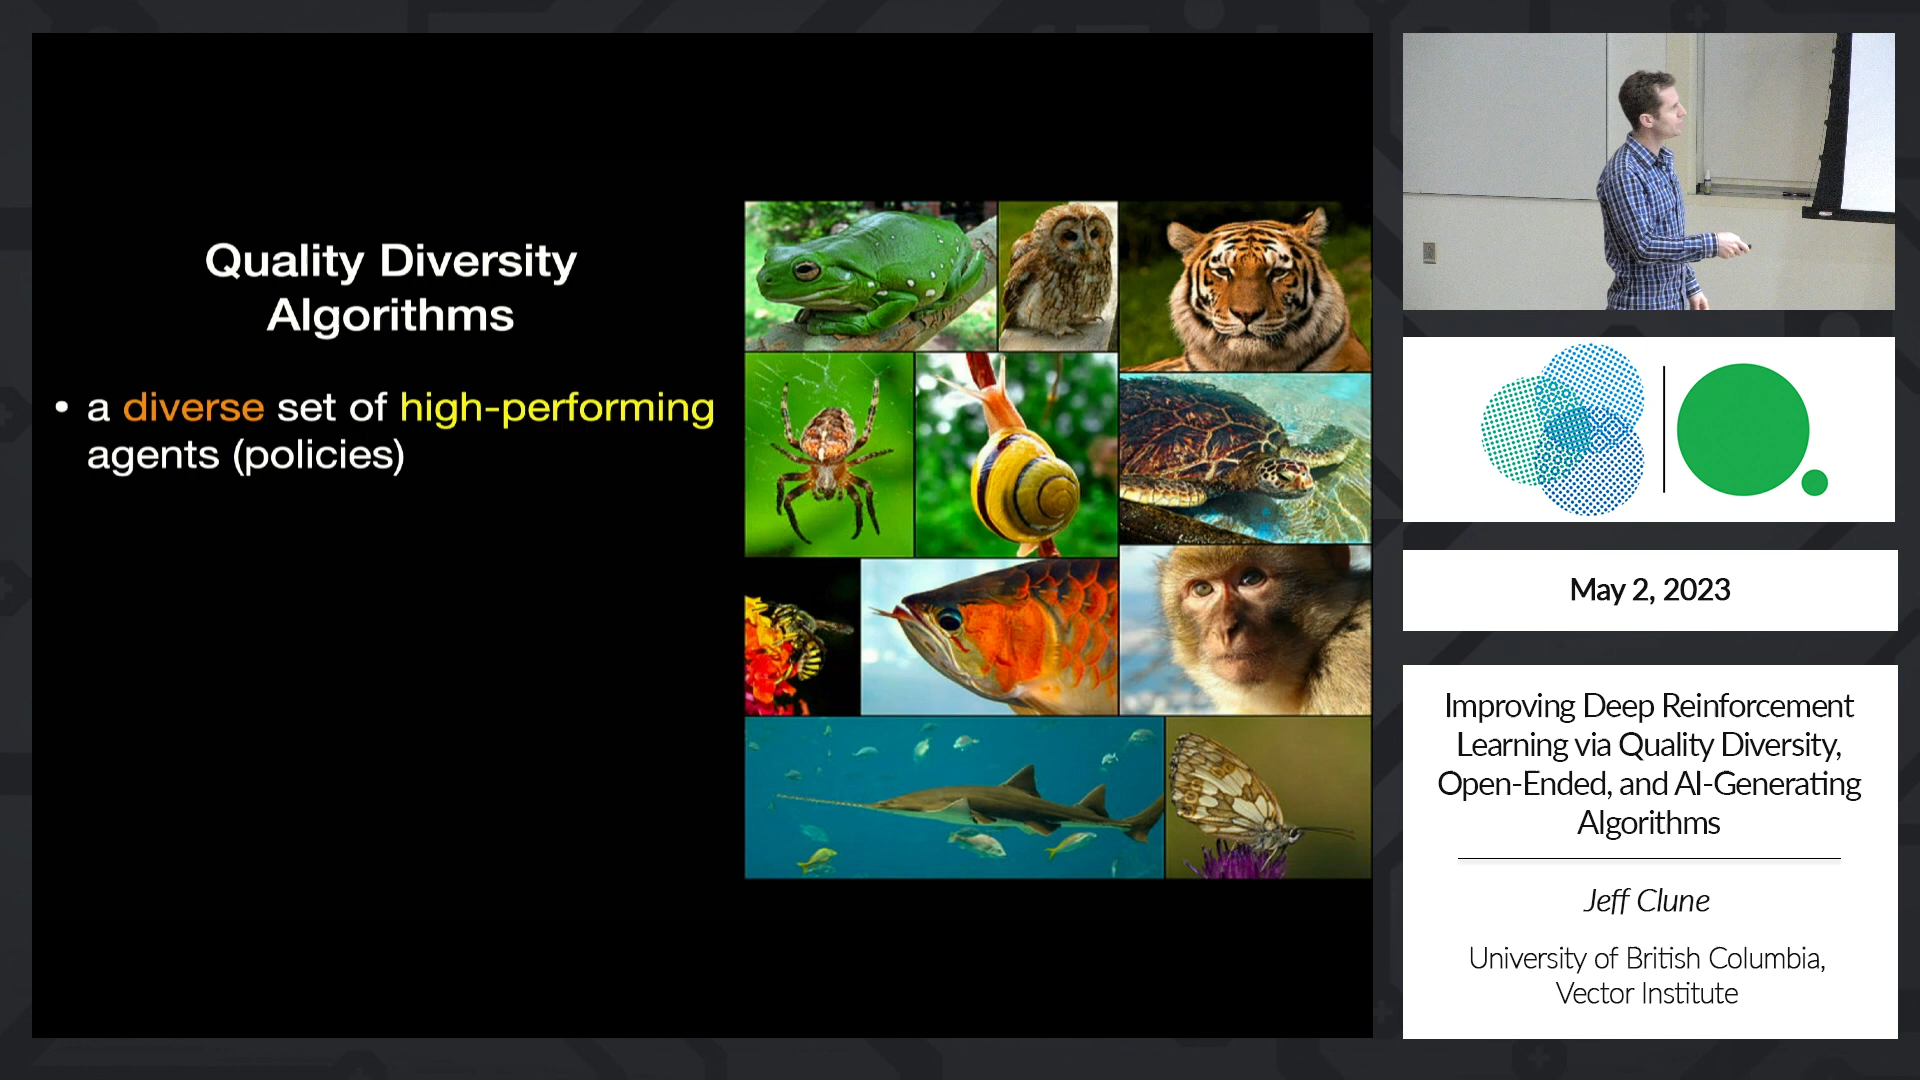 Quality Diversity
Algorithms
• a diverse set of high-performing
agents (policies)
May 2, 2023
Improving Deep Reinforcement
Learning via Quality Diversity,
Open-Ended, and AI-Generating
Algorithms
Jeff Clune
University of British Columbia,
Vector Institute